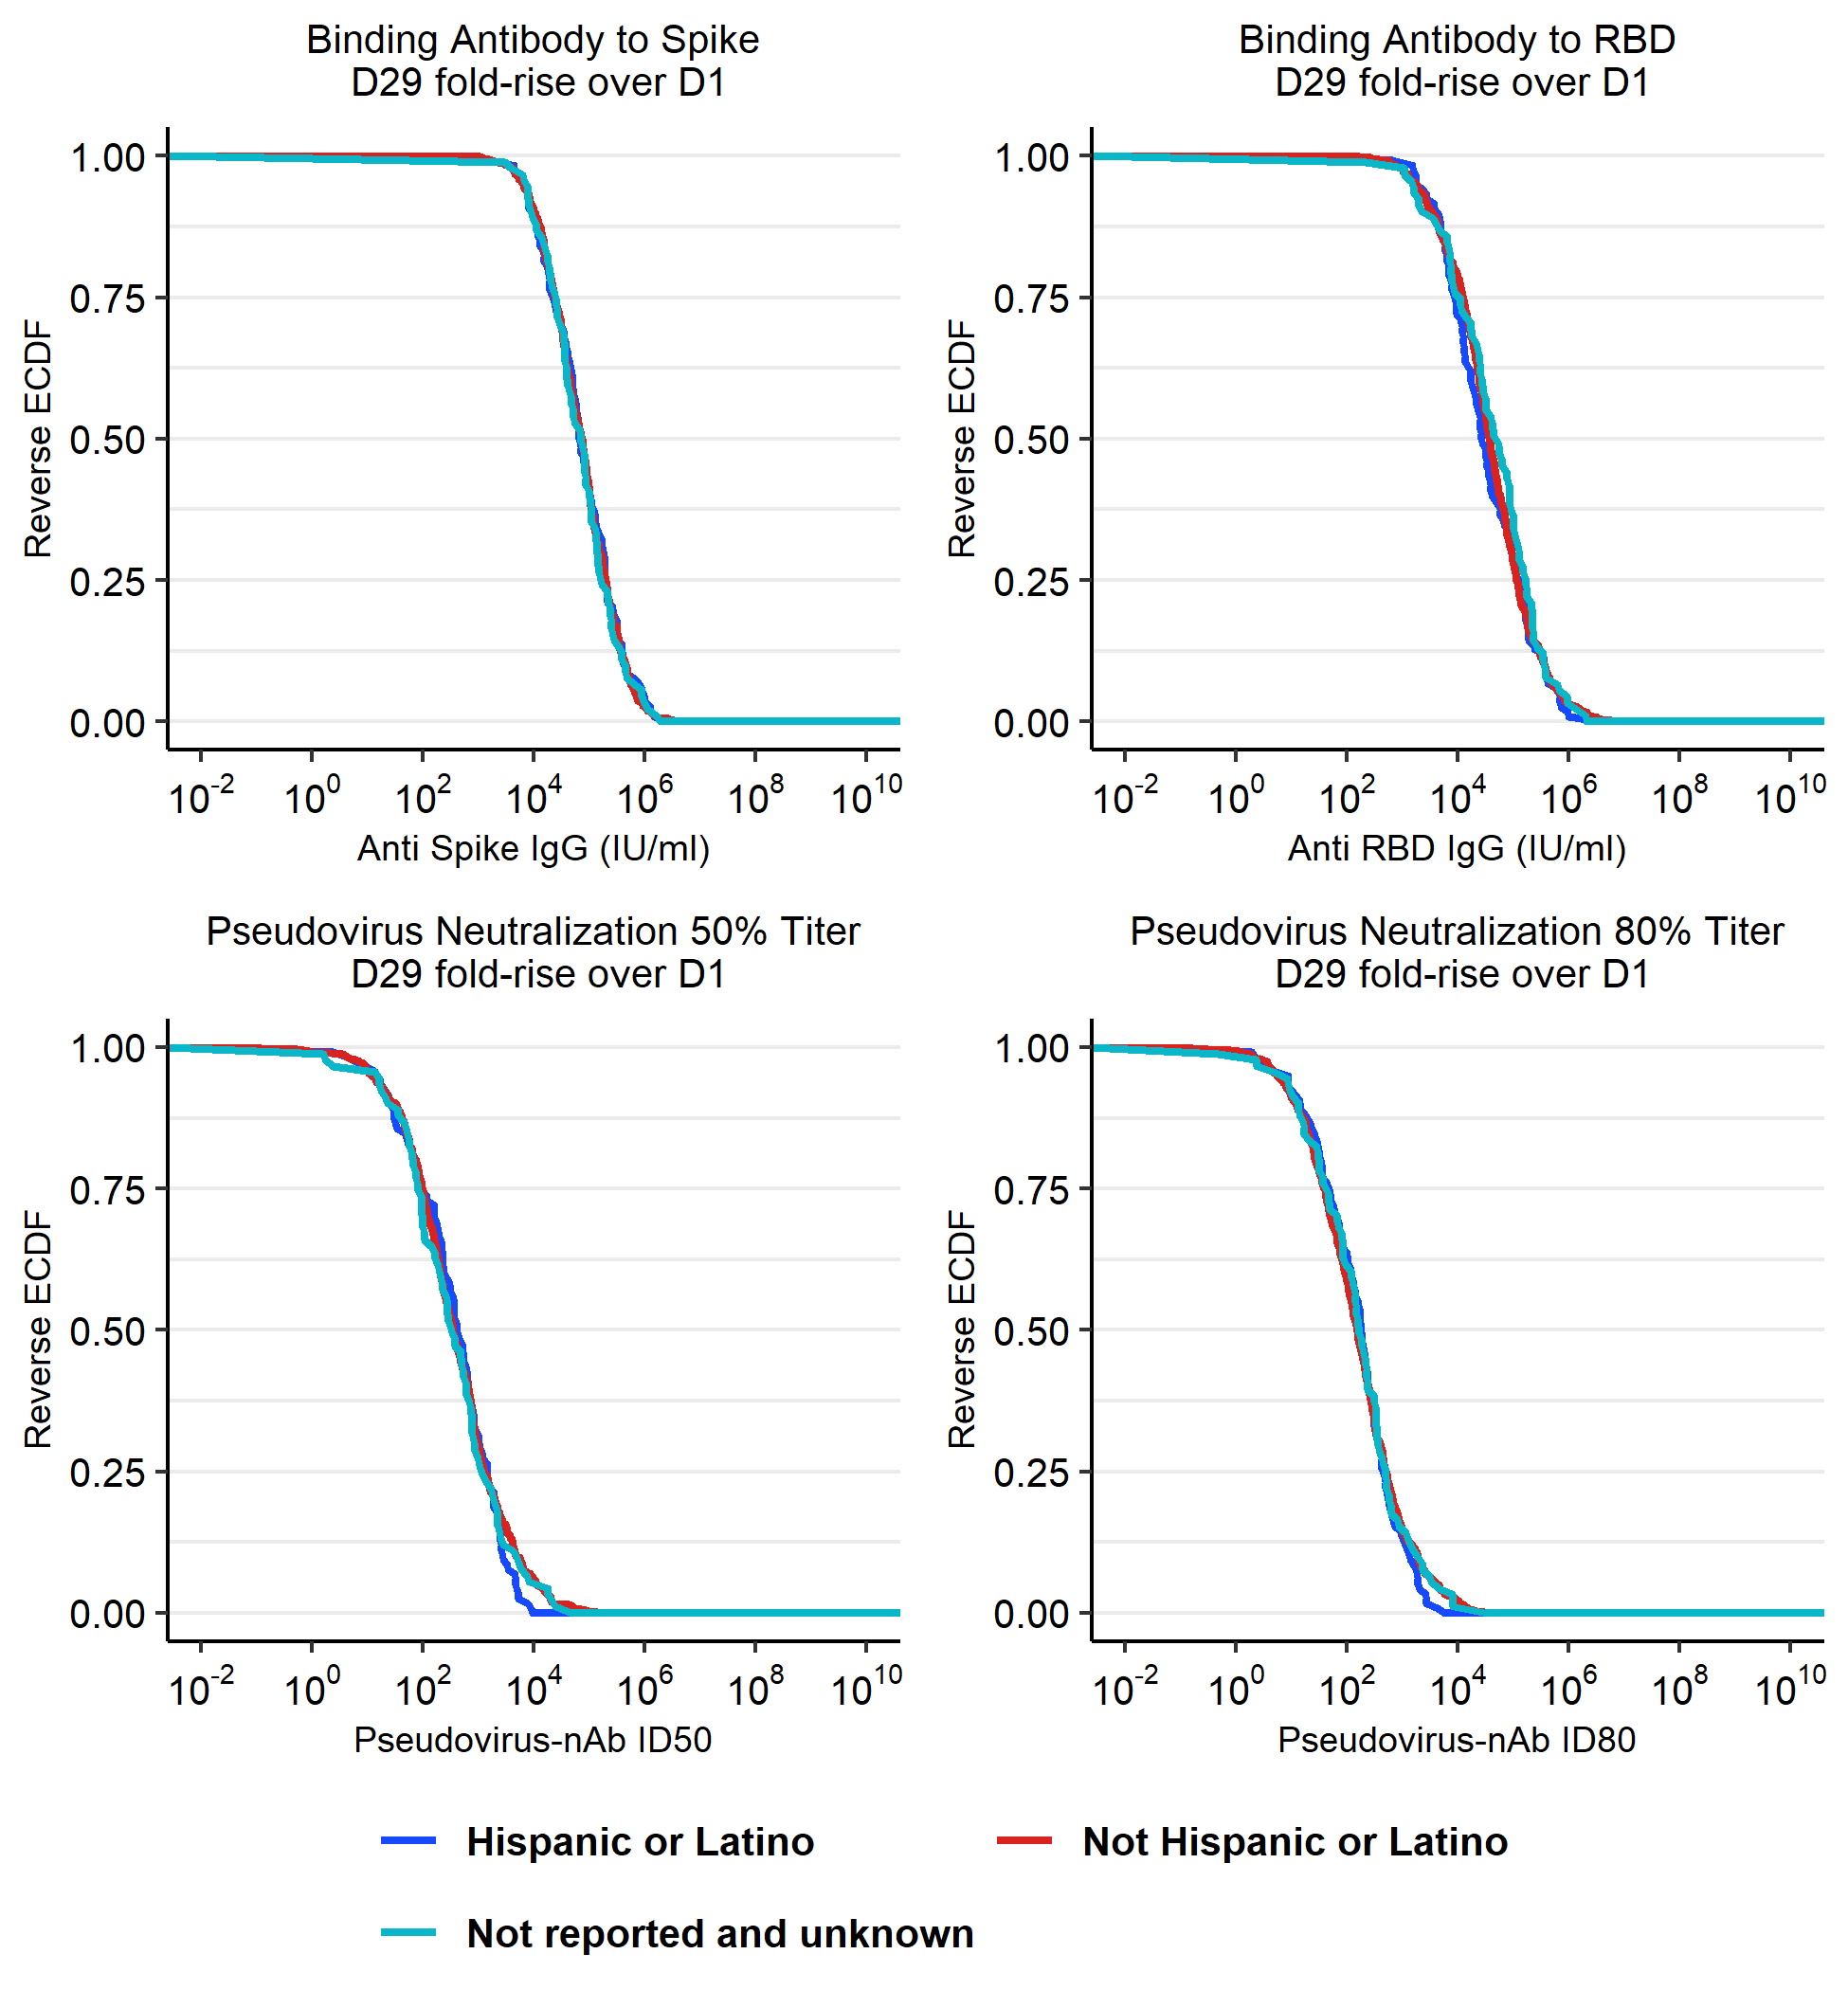 Binding Antibody to Spike
D29 fold-rise over D1
Reverse ECDF
1.00
0.75
0.50
0.25
0.00
10^-2 10^0 10^2 10^4 10^6 10^8 10^10
Anti Spike IgG (IU/ml)
Binding Antibody to RBD
D29 fold-rise over D1
Reverse ECDF
1.00
0.75
0.50
0.25
0.00
10^-2 10^0 10^2 10^4 10^6 10^8 10^10
Anti RBD IgG (IU/ml)
Pseudovirus Neutralization 50% Titer
D29 fold-rise over D1
Reverse ECDF
1.00
0.75
0.50
0.25
0.00
10^-2 10^0 10^2 10^4 10^6 10^8 10^10
Pseudovirus-nAb ID50
Pseudovirus Neutralization 80% Titer
D29 fold-rise over D1
Reverse ECDF
1.00
0.75
0.50
0.25
0.00
10^-2 10^0 10^2 10^4 10^6 10^8 10^10
Pseudovirus-nAb ID80
Hispanic or Latino
Not Hispanic or Latino
Not reported and unknown